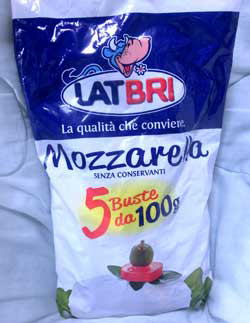 LATBRI
La qualità che conviene.
Mozzarella
SENZA CONSERVANTI
5 Buste
da 100g